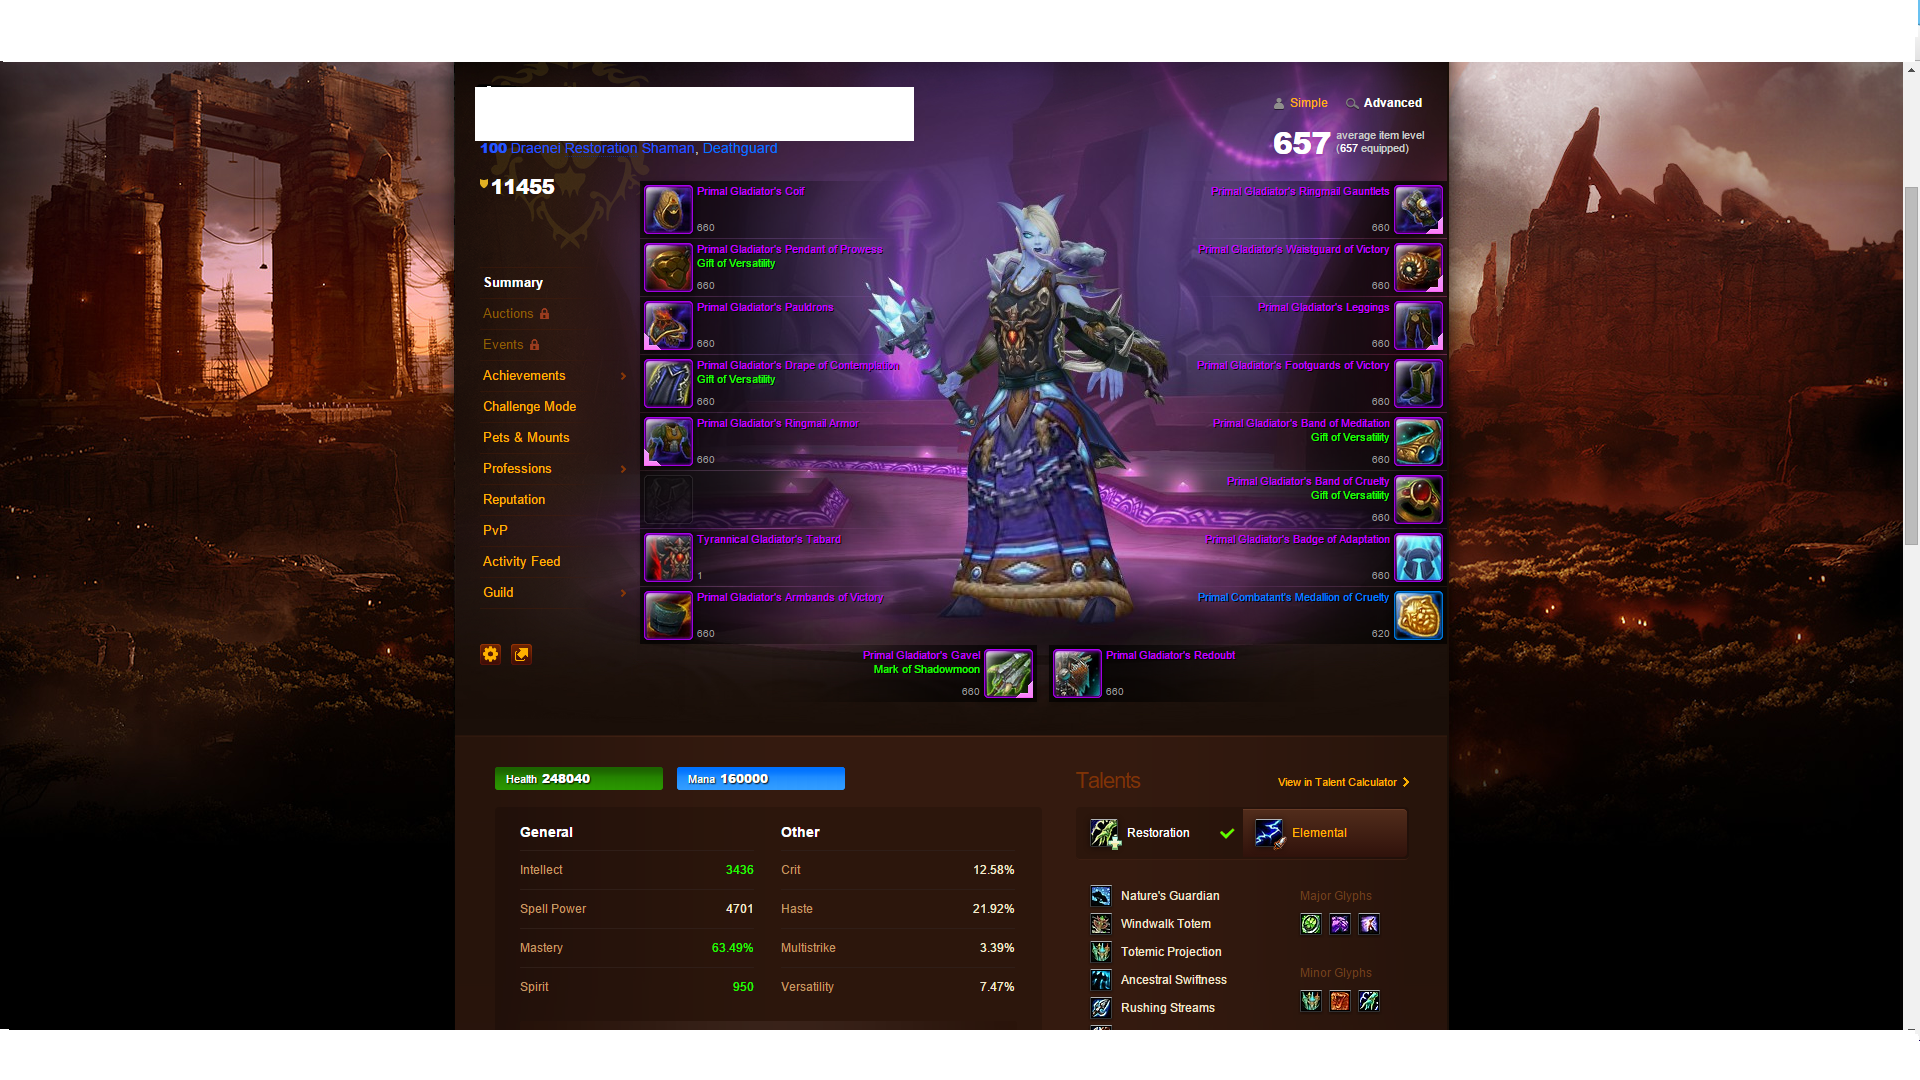 Simple
Advanced
657 average item level
(657 equipped)
100 Draenei Restoration Shaman, Deathguard
11455
Summary
Auctions
Events
Achievements
Challenge Mode
Pets & Mounts
Professions
Reputation
PvP
Activity Feed
Guild
Primal Gladiator's Coif
660
Primal Gladiator's Pendant of Prowess
Gift of Versatility
660
Primal Gladiator's Pauldrons
660
Primal Gladiator's Drape of Contemplation
Gift of Versatility
660
Primal Gladiator's Ringmail Armor
660
Tyrannical Gladiator's Tabard
1
Primal Gladiator's Armbands of Victory
660
Primal Gladiator's Ringmail Gauntlets
660
Primal Gladiator's Waistguard of Victory
660
Primal Gladiator's Leggings
660
Primal Gladiator's Footguards of Victory
660
Primal Gladiator's Band of Meditation
Gift of Versatility
660
Primal Gladiator's Band of Cruelty
Gift of Versatility
660
Primal Gladiator's Badge of Adaptation
660
Primal Combatant's Medallion of Cruelty
620
Primal Gladiator's Gavel
Mark of Shadowmoon
660
Primal Gladiator's Redoubt
660
Health 248040
Mana 160000
General
Intellect 3436
Spell Power 4701
Mastery 63.49%
Spirit 950
Other
Crit 12.58%
Haste 21.92%
Multistrike 3.39%
Versatility 7.47%
Talents
View in Talent Calculator
Restoration
Elemental
Nature's Guardian
Windwalk Totem
Totemic Projection
Ancestral Swiftness
Rushing Streams
Major Glyphs
Minor Glyphs